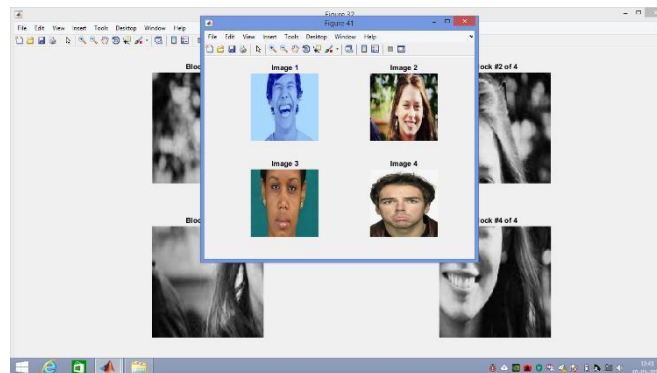 Figure 32
File Edit View Insert Tools Desktop Window Help
Figure 41
File Edit View Insert Tools Desktop Window Help
Image 1
Image 2
Image 3
Image 4
Bloc
ock #2 of 4
Bloc
ock #4 of 4
12:43